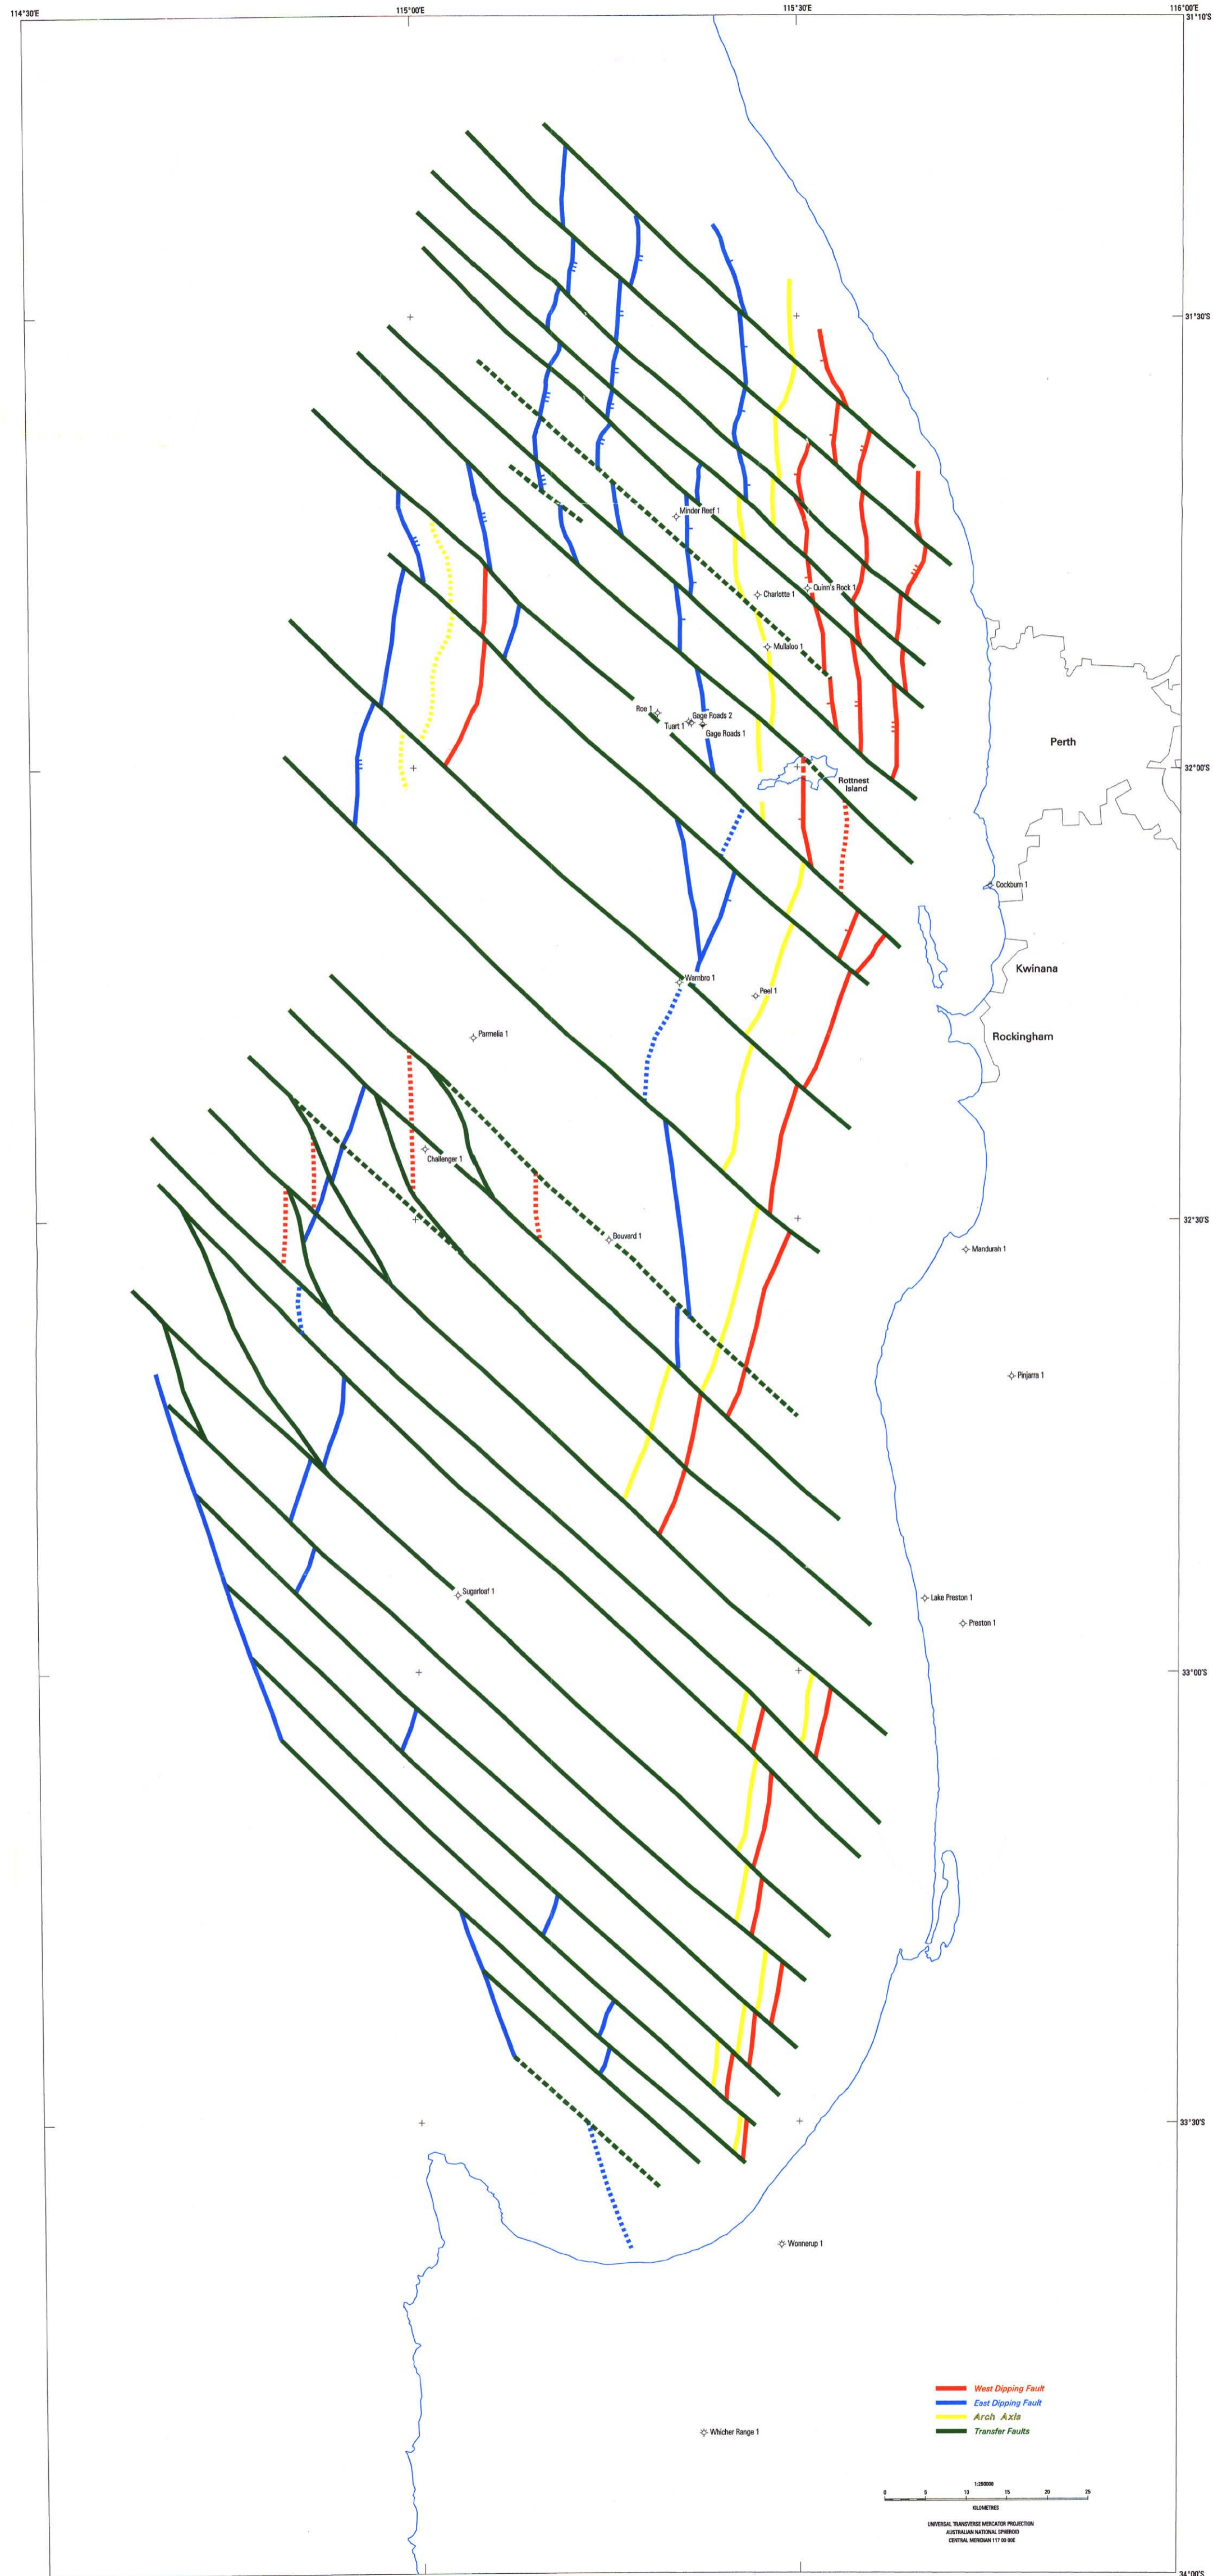 114°30'E
115°00'E
115°30'E
116°00'E
31°10'S
31°30'S
Minder Reef 1
Quinn's Rock 1
Charlotte 1
Mullaloo 1
Roe 1
Gage Roads 2
Tuart 1
Gage Roads 1
Perth
32°00'S
Rottnest
Island
Cockburn 1
Kwinana
Warnbro 1
Peel 1
Rockingham
Parmelia 1
Challenger 1
32°30'S
Bouvard 1
Mandurah 1
Pinjarra 1
Sugarloaf 1
Lake Preston 1
Preston 1
33°00'S
33°30'S
Wonnerup 1
West Dipping Fault
East Dipping Fault
Arch Axis
Transfer Faults
Whicher Range 1
1:250000
0 5 10 15 20 25
KILOMETRES
UNIVERSAL TRANSVERSE MERCATOR PROJECTION
AUSTRALIAN NATIONAL SPHEROID
CENTRAL MERIDIAN 117 00 00E
34°00'S